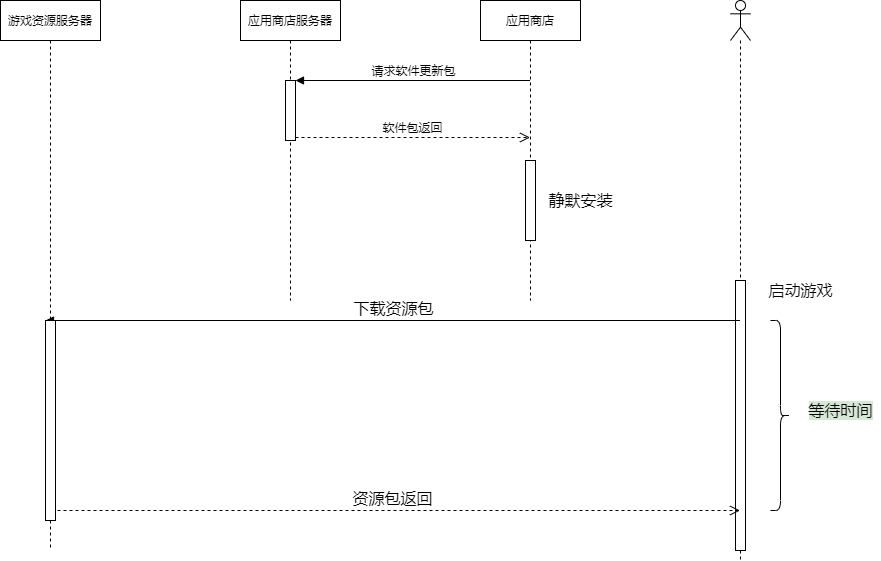 游戏资源服务器
应用商店服务器
应用商店
请求软件更新包
软件包返回
静默安装
启动游戏
下载资源包
等待时间
资源包返回